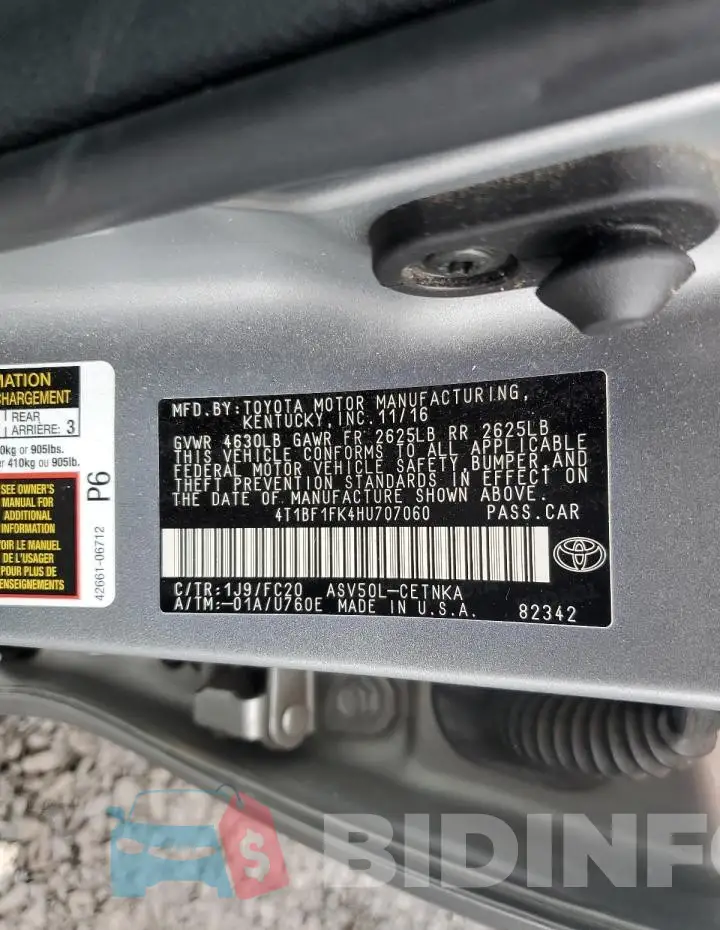 MATION
CHARGEMENT
REAR
ARRIÈRE: 3
0kg or 905lbs.
er 410kg ou 905lb.
SEE OWNER'S
MANUAL FOR
ADDITIONAL
INFORMATION
VOIR LE MANUEL
DE L'USAGER
POUR PLUS DE
RENSEIGNEMENTS
P6
42661-06712
MFD.BY:TOYOTA MOTOR MANUFACTURING,
KENTUCKY, INC. 11/16
GVWR 4630LB GAWR FR 2625LB RR 2625LB
THIS VEHICLE CONFORMS TO ALL APPLICABLE
FEDERAL MOTOR VEHICLE SAFETY, BUMPER, AND
THEFT PREVENTION STANDARDS IN EFFECT ON
THE DATE OF MANUFACTURE SHOWN ABOVE.
4T1BF1FK4HU707060 PASS.CAR
C/TR:1J9/FC20 ASV50L-CETNKA
A/TM:-01A/U760E MADE IN U.S.A. 82342
BIDINFO